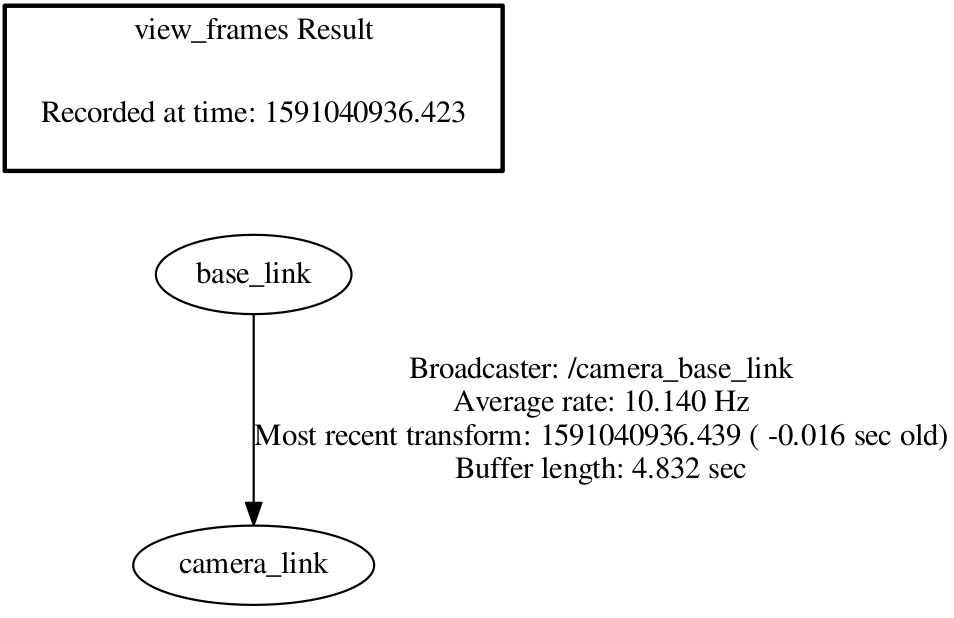 view_frames Result
Recorded at time: 1591040936.423
base_link
Broadcaster: /camera_base_link
Average rate: 10.140 Hz
Most recent transform: 1591040936.439 ( -0.016 sec old)
Buffer length: 4.832 sec
camera_link